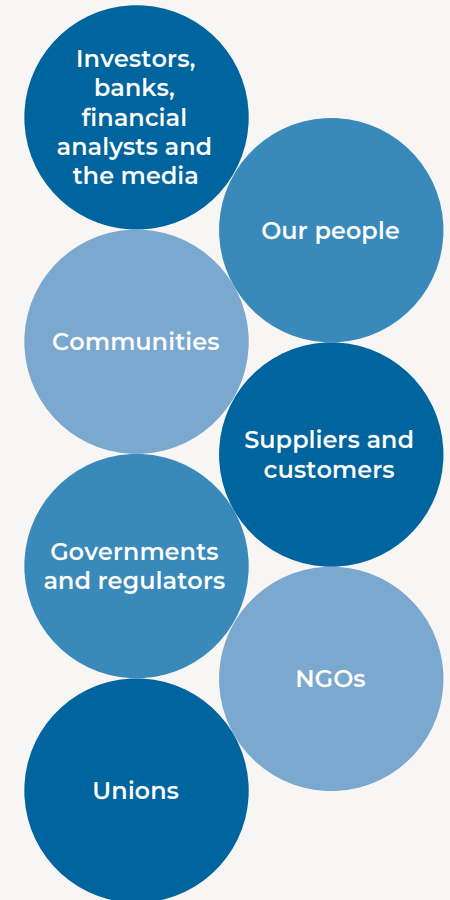 Investors,
banks,
financial
analysts and
the media
Our people
Communities
Suppliers and
customers
Governments
and regulators
NGOs
Unions